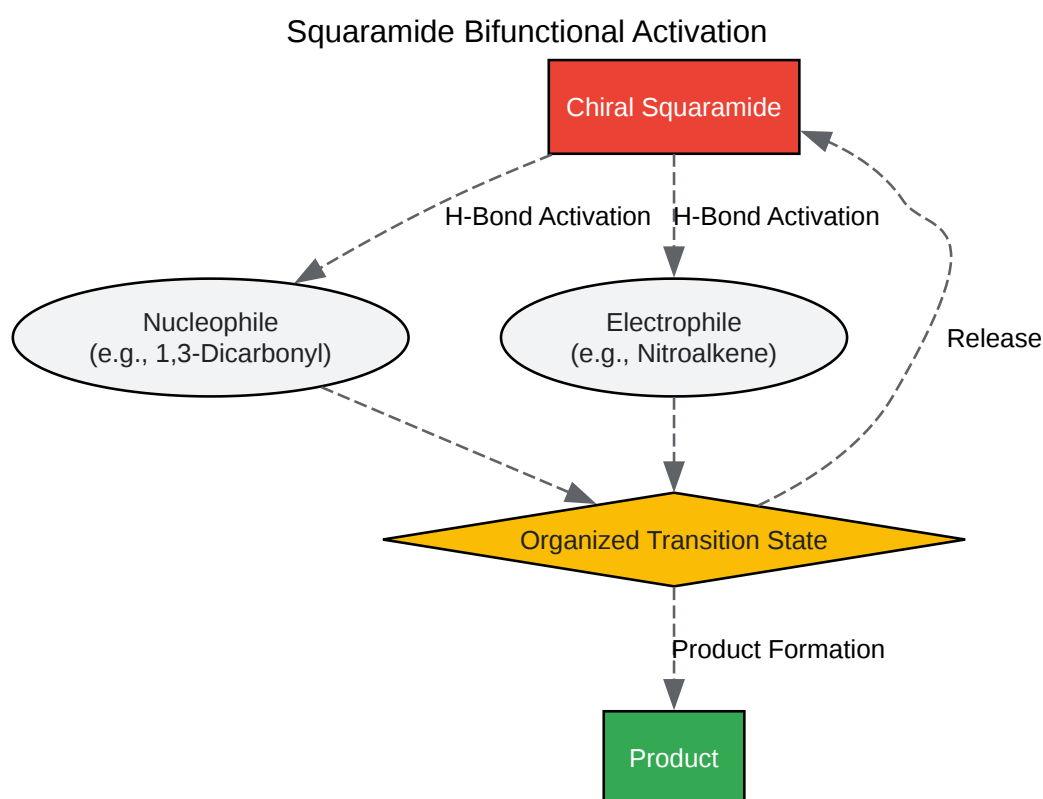 Squaramide Bifunctional Activation
Chiral Squaramide
H-Bond Activation
H-Bond Activation
Nucleophile
(e.g., 1,3-Dicarbonyl)
Electrophile
(e.g., Nitroalkene)
Release
Organized Transition State
Product Formation
Product